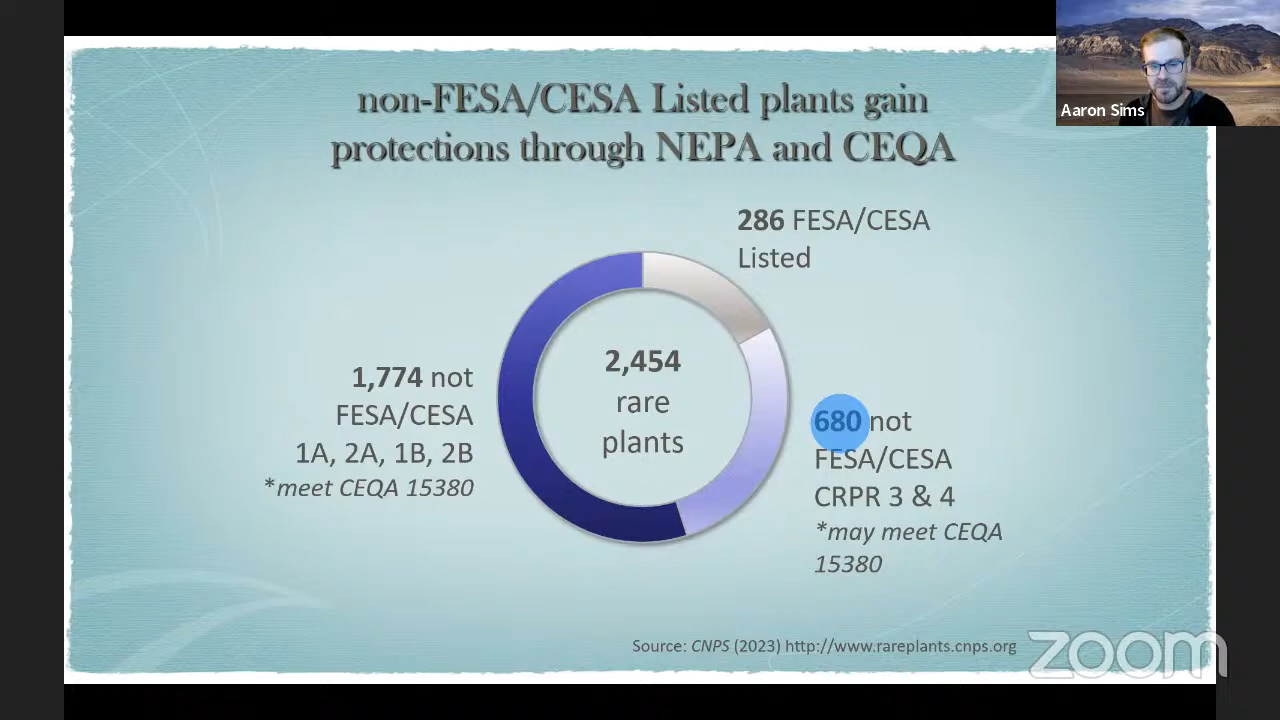 Aaron Sims
non-FESA/CESA Listed plants gain
protections through NEPA and CEQA
286 FESA/CESA
Listed
2,454
rare
plants
1,774 not
FESA/CESA
1A, 2A, 1B, 2B
*meet CEQA 15380
680 not
FESA/CESA
CRPR 3 & 4
*may meet CEQA
15380
Source: CNPS (2023) http://www.rareplants.cnps.org
zoom